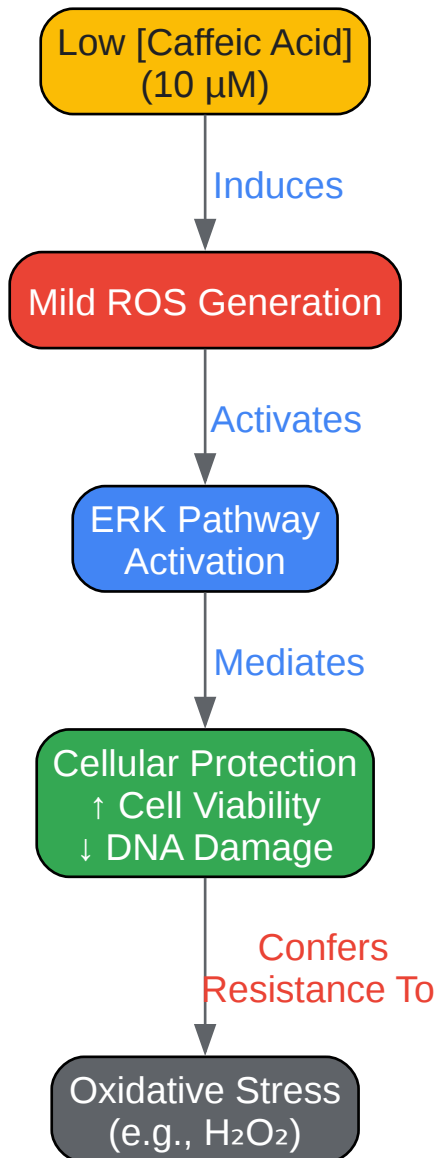 Low [Caffeic Acid]
(10 µM)
Induces
Mild ROS Generation
Activates
ERK Pathway
Activation
Mediates
Cellular Protection
↑ Cell Viability
↓ DNA Damage
Confers
Resistance To
Oxidative Stress
(e.g., H₂O₂)